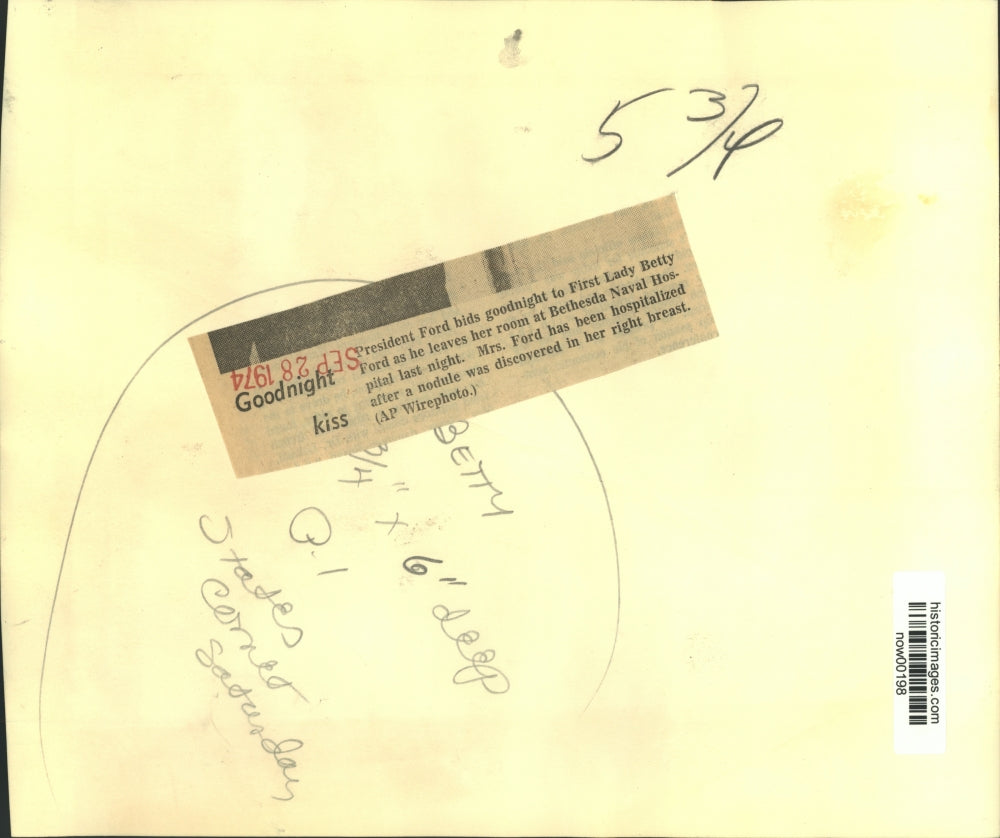 5 3/4
President Ford bids goodnight to First Lady Betty
Ford as he leaves her room at Bethesda Naval Hos-
pital last night. Mrs. Ford has been hospitalized
after a nodule was discovered in her right breast.
(AP Wirephoto.)
SEP 28 1974
Goodnight
kiss
BETTY
3/4" x 6" deep
Q.1
States
Comet
Saturday
historicimages.com
now00198